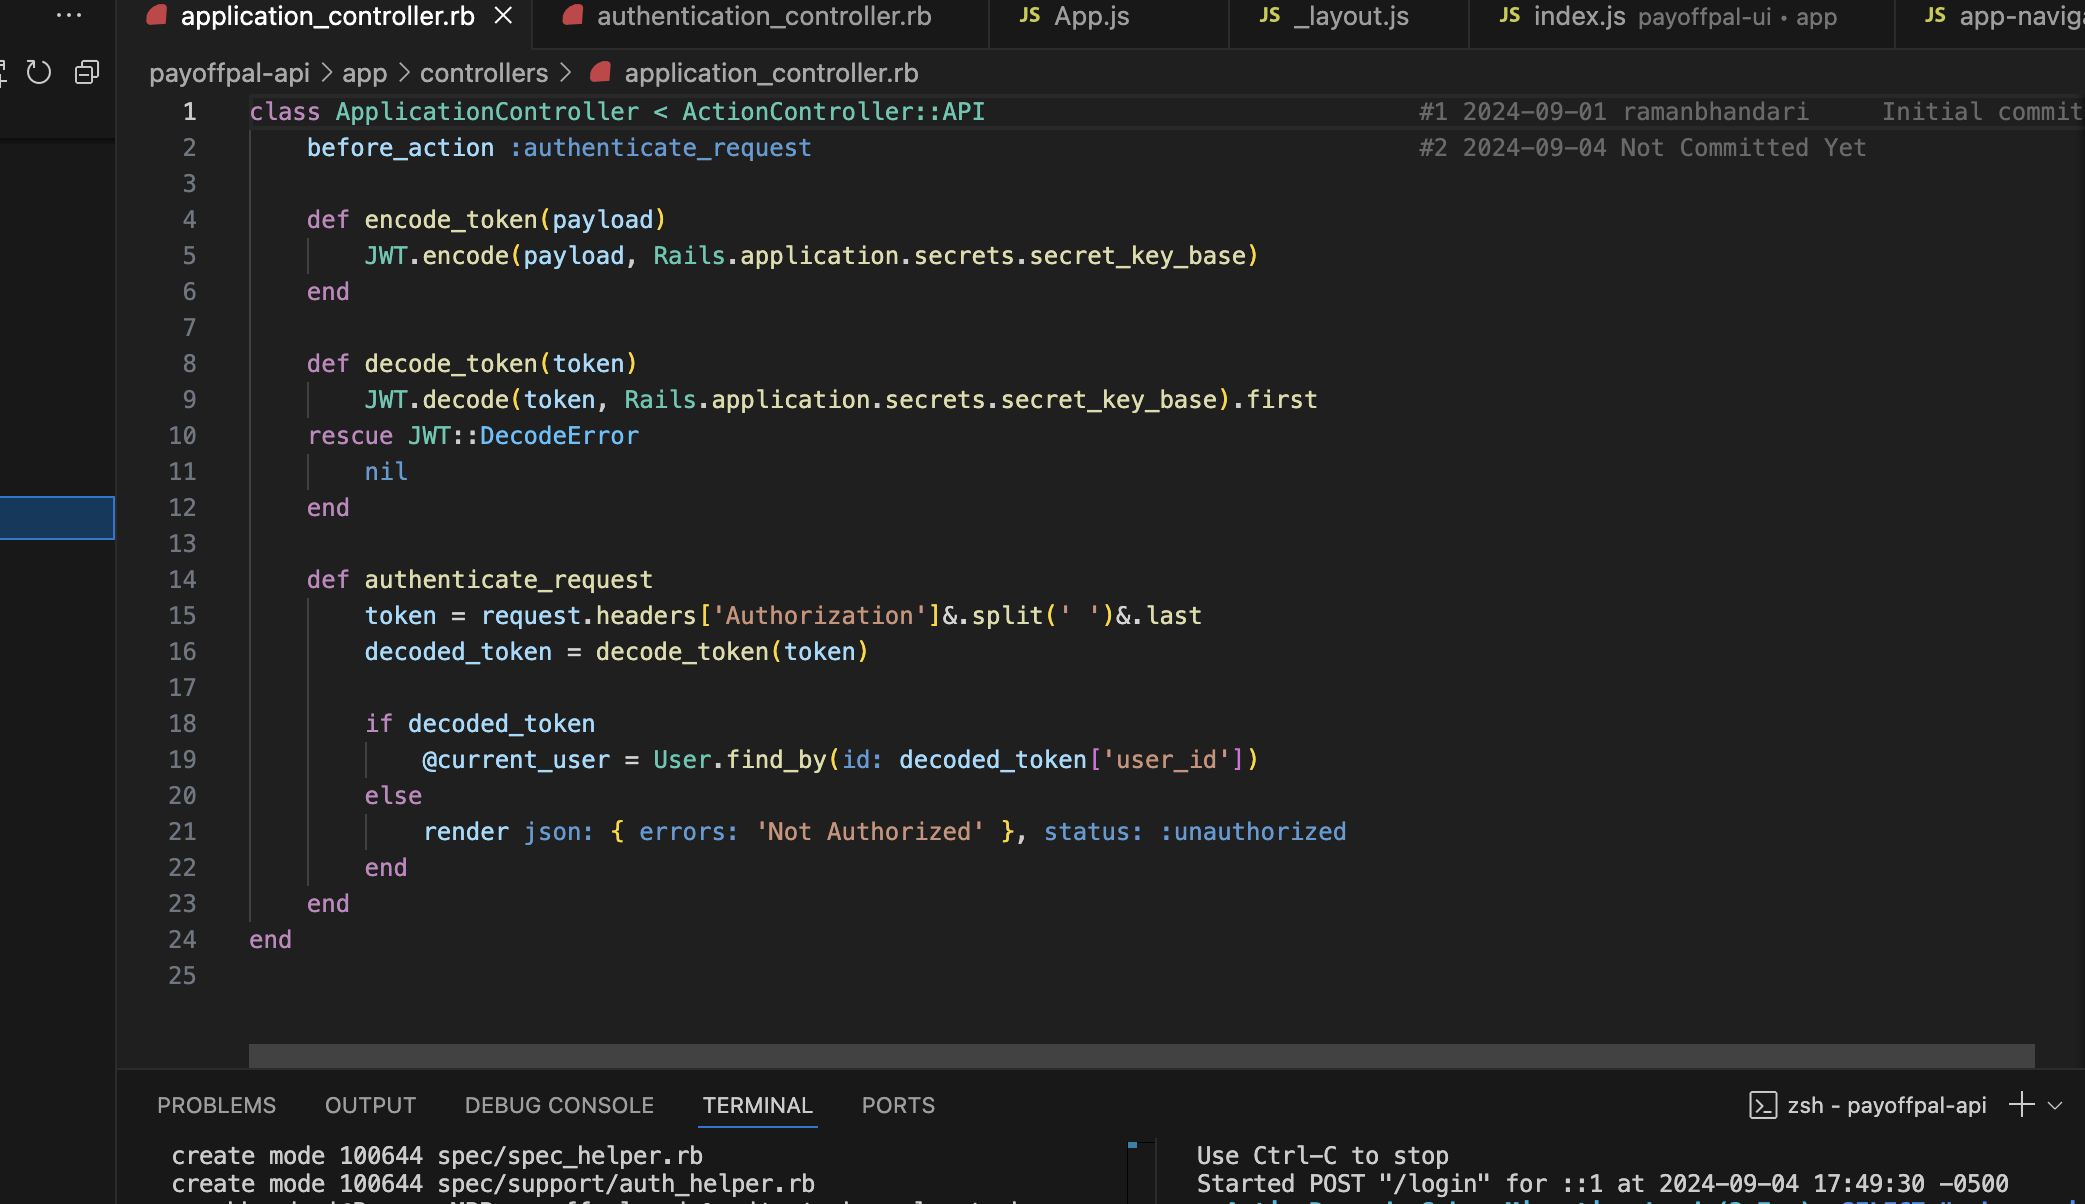 application_controller.rb
authentication_controller.rb
JS App.js
JS _layout.js
JS index.js payoffpal-ui • app
JS app-navig
payoffpal-api > app > controllers > application_controller.rb
1 class ApplicationController < ActionController::API #1 2024-09-01 ramanbhandari Initial commit
2 before_action :authenticate_request #2 2024-09-04 Not Committed Yet
3
4 def encode_token(payload)
5 JWT.encode(payload, Rails.application.secrets.secret_key_base)
6 end
7
8 def decode_token(token)
9 JWT.decode(token, Rails.application.secrets.secret_key_base).first
10 rescue JWT::DecodeError
11 nil
12 end
13
14 def authenticate_request
15 token = request.headers['Authorization']&.split(' ')&.last
16 decoded_token = decode_token(token)
17
18 if decoded_token
19 @current_user = User.find_by(id: decoded_token['user_id'])
20 else
21 render json: { errors: 'Not Authorized' }, status: :unauthorized
22 end
23 end
24 end
25
PROBLEMS OUTPUT DEBUG CONSOLE TERMINAL PORTS
zsh - payoffpal-api
create mode 100644 spec/spec_helper.rb
create mode 100644 spec/support/auth_helper.rb
Use Ctrl-C to stop
Started POST "/login" for ::1 at 2024-09-04 17:49:30 -0500